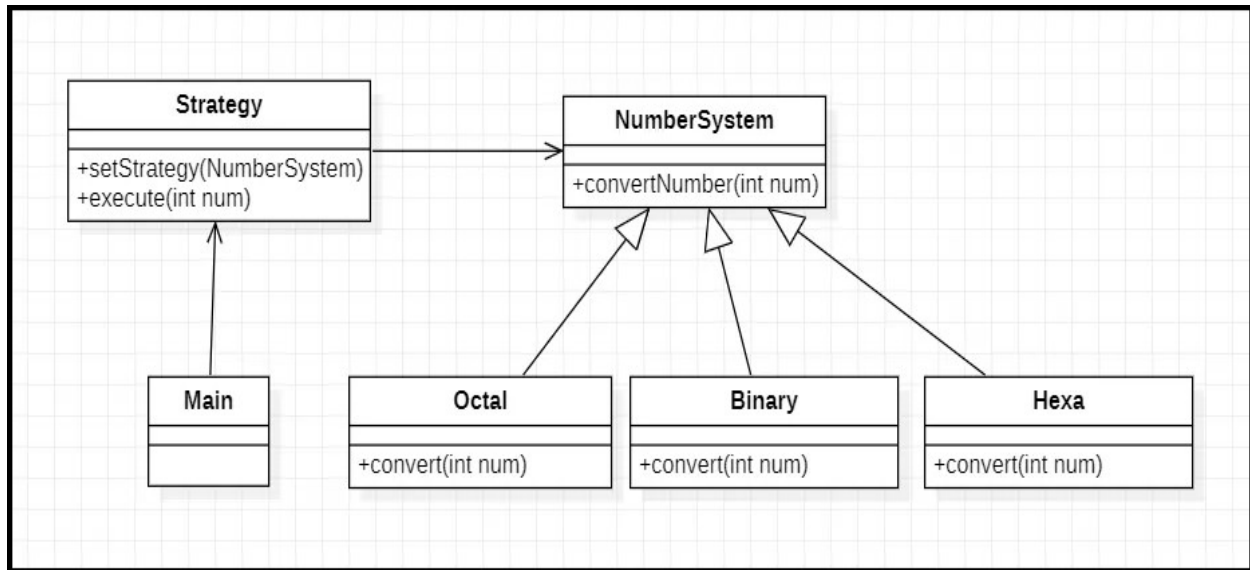 Strategy
+setStrategy(NumberSystem)
+execute(int num)
NumberSystem
+convertNumber(int num)
Main
Octal
+convert(int num)
Binary
+convert(int num)
Hexa
+convert(int num)